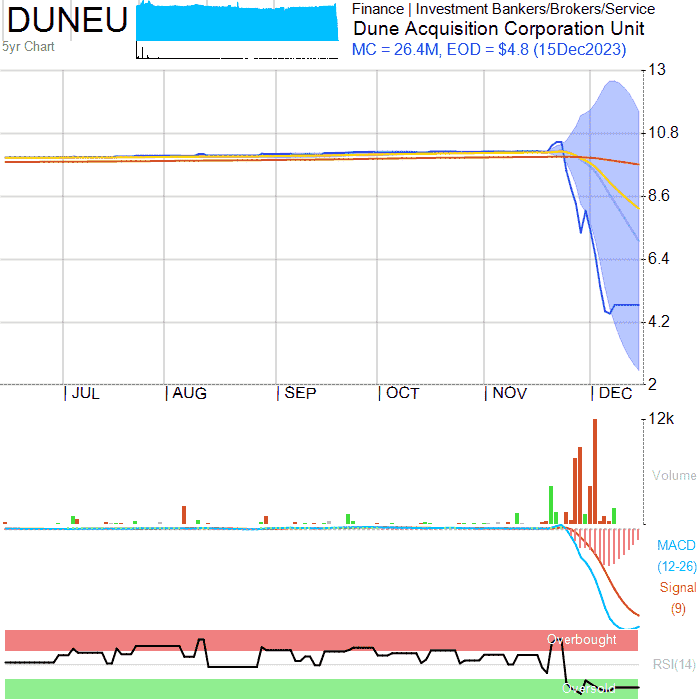 DUNEU
Finance | Investment Bankers/Brokers/Service
Dune Acquisition Corporation Unit
5yr Chart
MC = 26.4M, EOD = $4.8 (15Dec2023)
13
10.8
8.6
6.4
4.2
2
JUL AUG SEP OCT NOV DEC
12k
Volume
MACD
(12-26)
Signal
(9)
Overbought
RSI(14)
Oversold